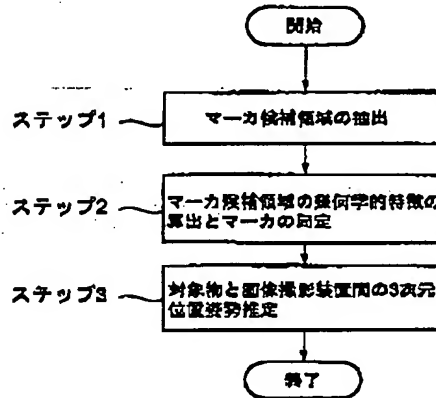 開始
ステップ1
マーカ候補領域の抽出
ステップ2
マーカ候補領域の幾何学的特徴の
算出とマーカの同定
ステップ3
対象物と画像撮影装置間の3次元
位置姿勢推定
終了